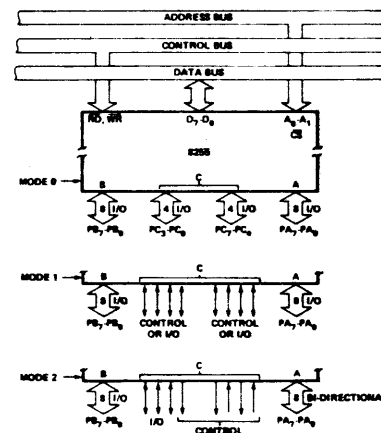 ADDRESS BUS
CONTROL BUS
DATA BUS
RD, WR D7-D0 A0-A1
CS
8255
MODE 0 B C A
8 I/O 4 I/O 4 I/O 8 I/O
PB7-PB0 PC3-PC0 PC7-PC4 PA7-PA0
MODE 1 B C A
8 I/O 8 I/O
PB7-PB0 CONTROL OR I/O CONTROL OR I/O PA7-PA0
MODE 2 B C A
8 I/O 8 BI-DIRECTIONAL
PB7-PB0 I/O CONTROL PA7-PA0